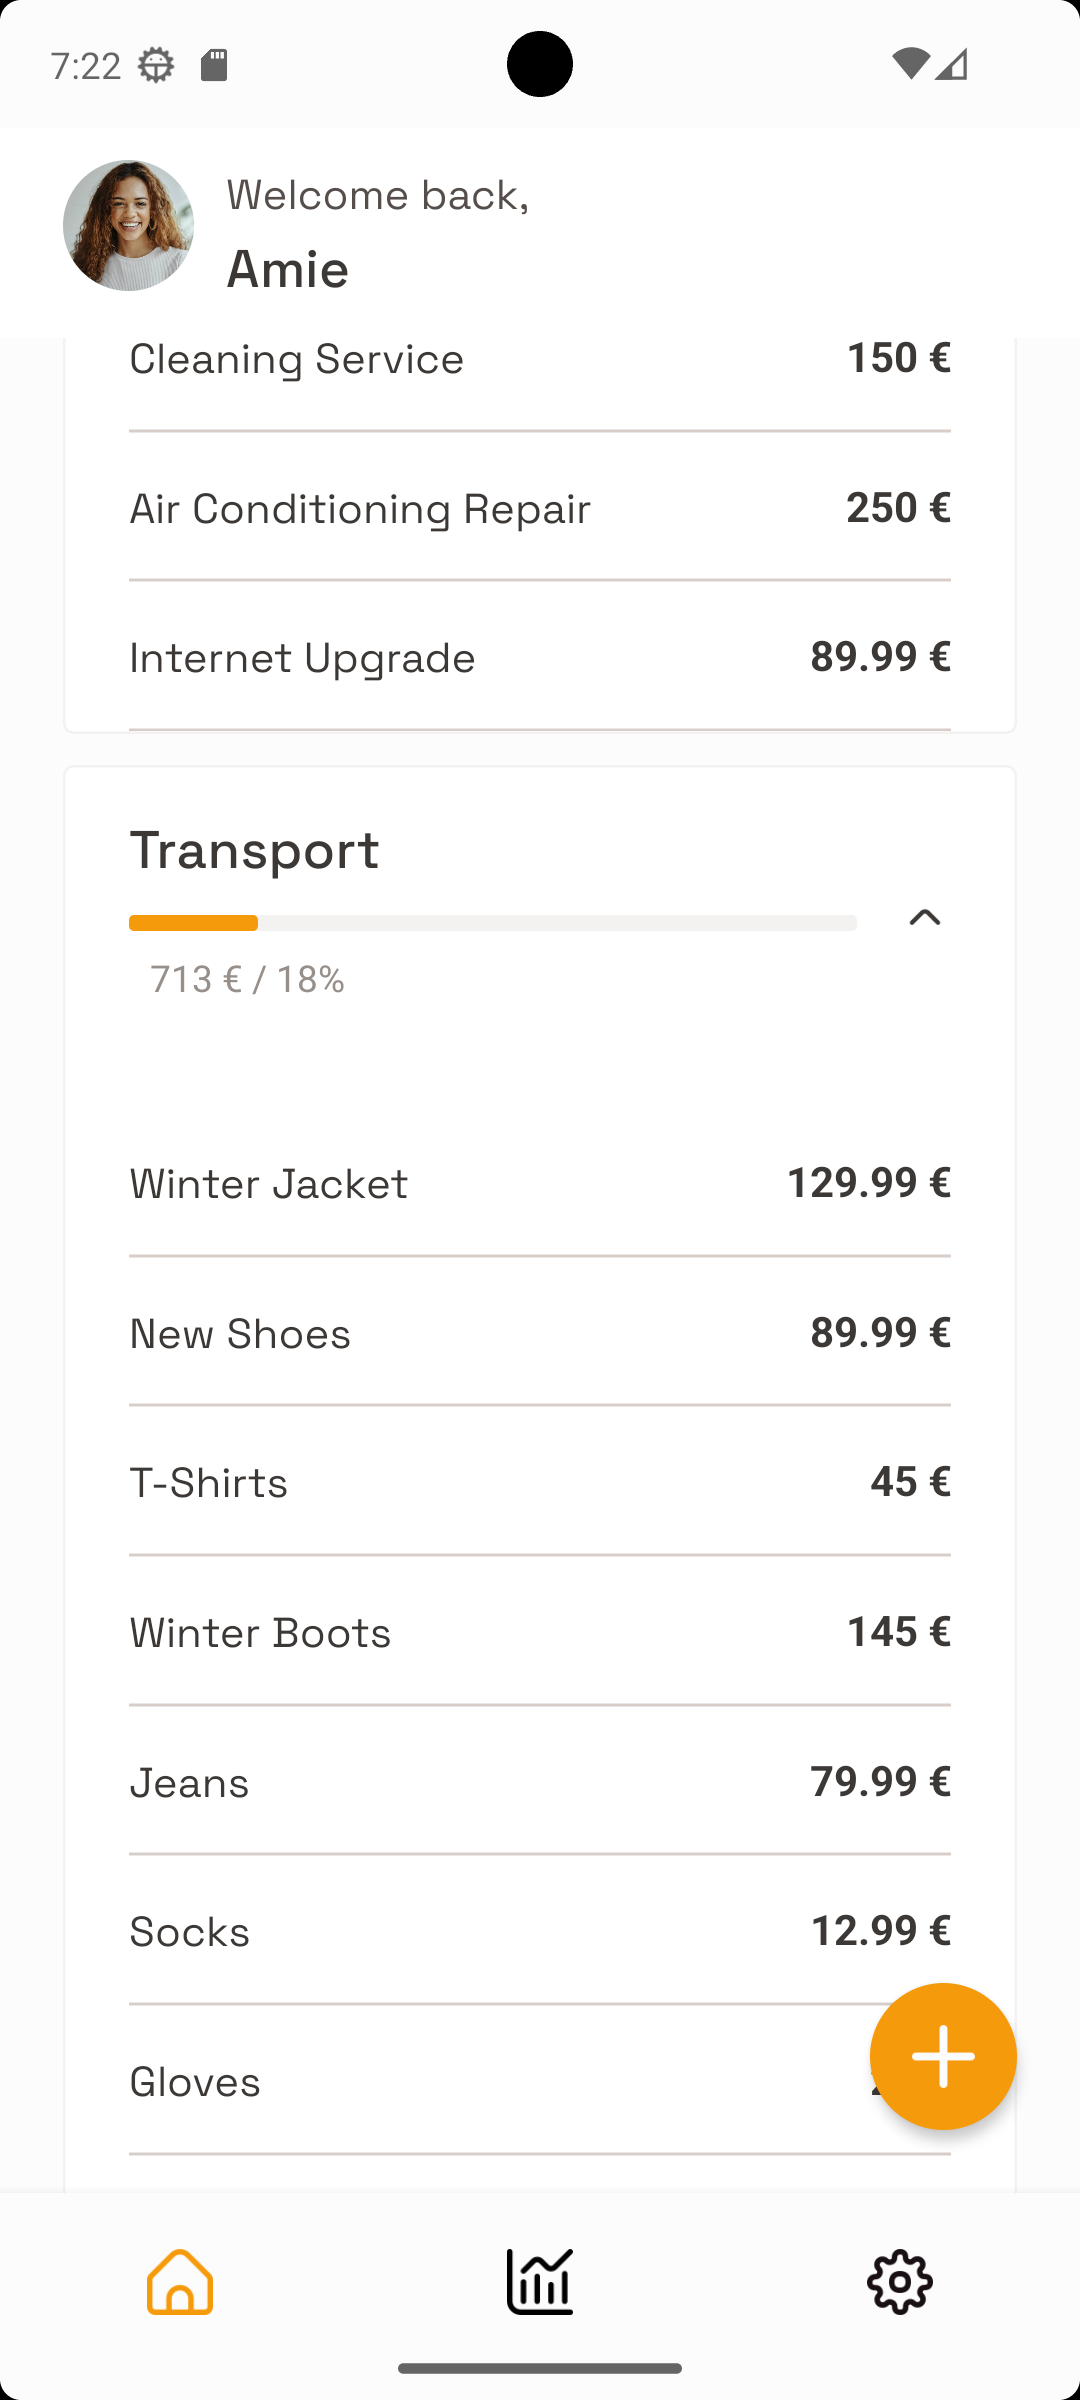 7:22
Welcome back,
Amie
Cleaning Service 150 €
Air Conditioning Repair 250 €
Internet Upgrade 89.99 €
Transport
713 € / 18%
Winter Jacket 129.99 €
New Shoes 89.99 €
T-Shirts 45 €
Winter Boots 145 €
Jeans 79.99 €
Socks 12.99 €
Gloves